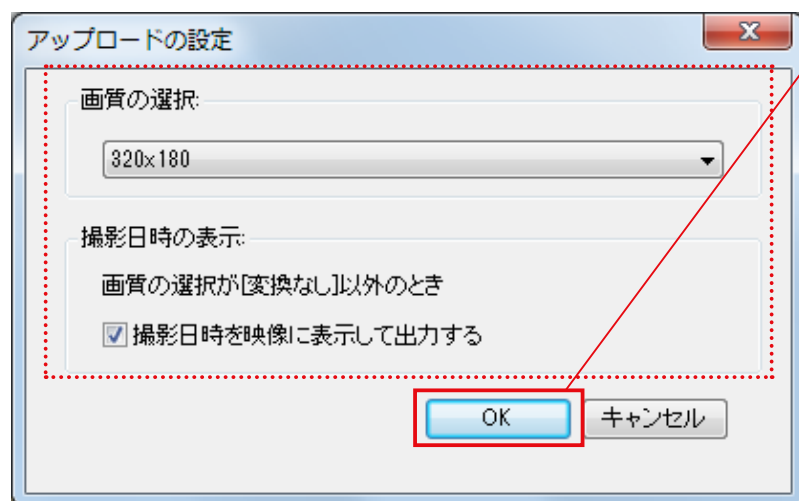 アップロードの設定
画質の選択:
320x180
撮影日時の表示:
画質の選択が[変換なし]以外のとき
撮影日時を映像に表示して出力する
OK
キャンセル